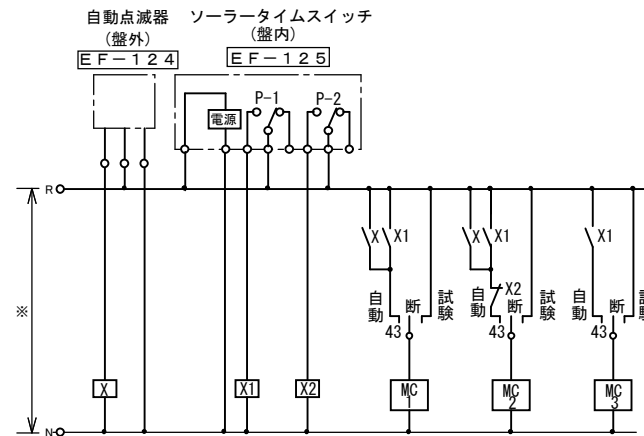 自動点滅器
(盤外)
EF-124
ソーラータイムスイッチ
(盤内)
EF-125
電源
P-1
P-2
R
※
N
X
X1
X2
X
X1
自動
断
試験
43
MC
1
X
X1
X2
自動
断
試験
43
MC
2
X1
自動
断
試験
43
MC
3